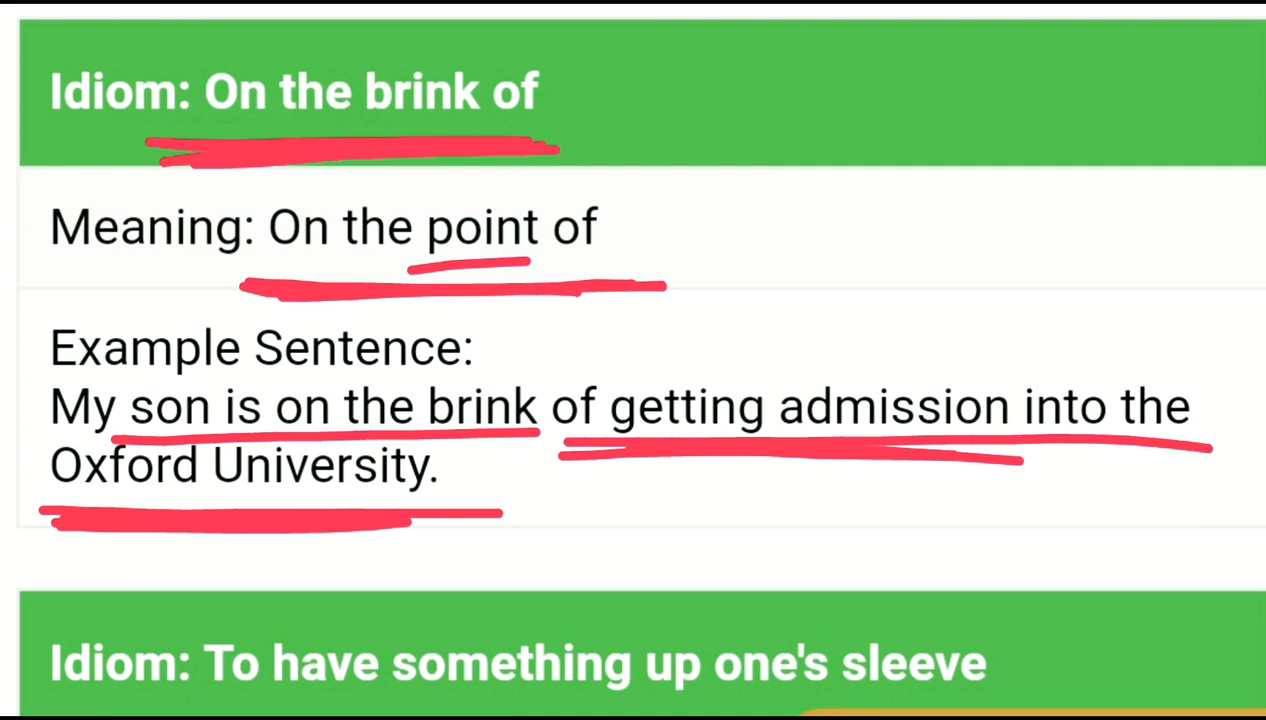 Idiom: On the brink of
Meaning: On the point of
Example Sentence:
My son is on the brink of getting admission into the
Oxford University.
Idiom: To have something up one's sleeve